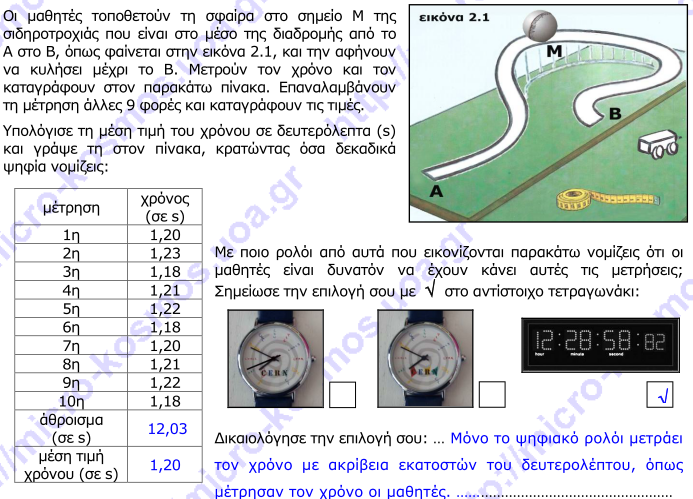 Οι μαθητές τοποθετούν τη σφαίρα στο σημείο Μ της
σιδηροτροχιάς που είναι στο μέσο της διαδρομής από το
Α στο Β, όπως φαίνεται στην εικόνα 2.1, και την αφήνουν
να κυλήσει μέχρι το Β. Μετρούν τον χρόνο και τον
καταγράφουν στον παρακάτω πίνακα. Επαναλαμβάνουν
τη μέτρηση άλλες 9 φορές και καταγράφουν τις τιμές.
Υπολόγισε τη μέση τιμή του χρόνου σε δευτερόλεπτα (s)
και γράψε τη στον πίνακα, κρατώντας όσα δεκαδικά
ψηφία νομίζεις:
εικόνα 2.1
M
B
A
μέτρηση χρόνος (σε s)
1η 1,20
2η 1,23
3η 1,18
4η 1,21
5η 1,22
6η 1,18
7η 1,20
8η 1,21
9η 1,22
10η 1,18
άθροισμα (σε s) 12,03
μέση τιμή χρόνου (σε s) 1,20
Με ποιο ρολόι από αυτά που εικονίζονται παρακάτω νομίζεις ότι οι
μαθητές είναι δυνατόν να έχουν κάνει αυτές τις μετρήσεις;
Σημείωσε την επιλογή σου με √ στο αντίστοιχο τετραγωνάκι:
CERN
12:28:58:82
hour minute second
√
Δικαιολόγησε την επιλογή σου: … Μόνο το ψηφιακό ρολόι μετράει
τον χρόνο με ακρίβεια εκατοστών του δευτερολέπτου, όπως
μέτρησαν τον χρόνο οι μαθητές. ……………………………………………